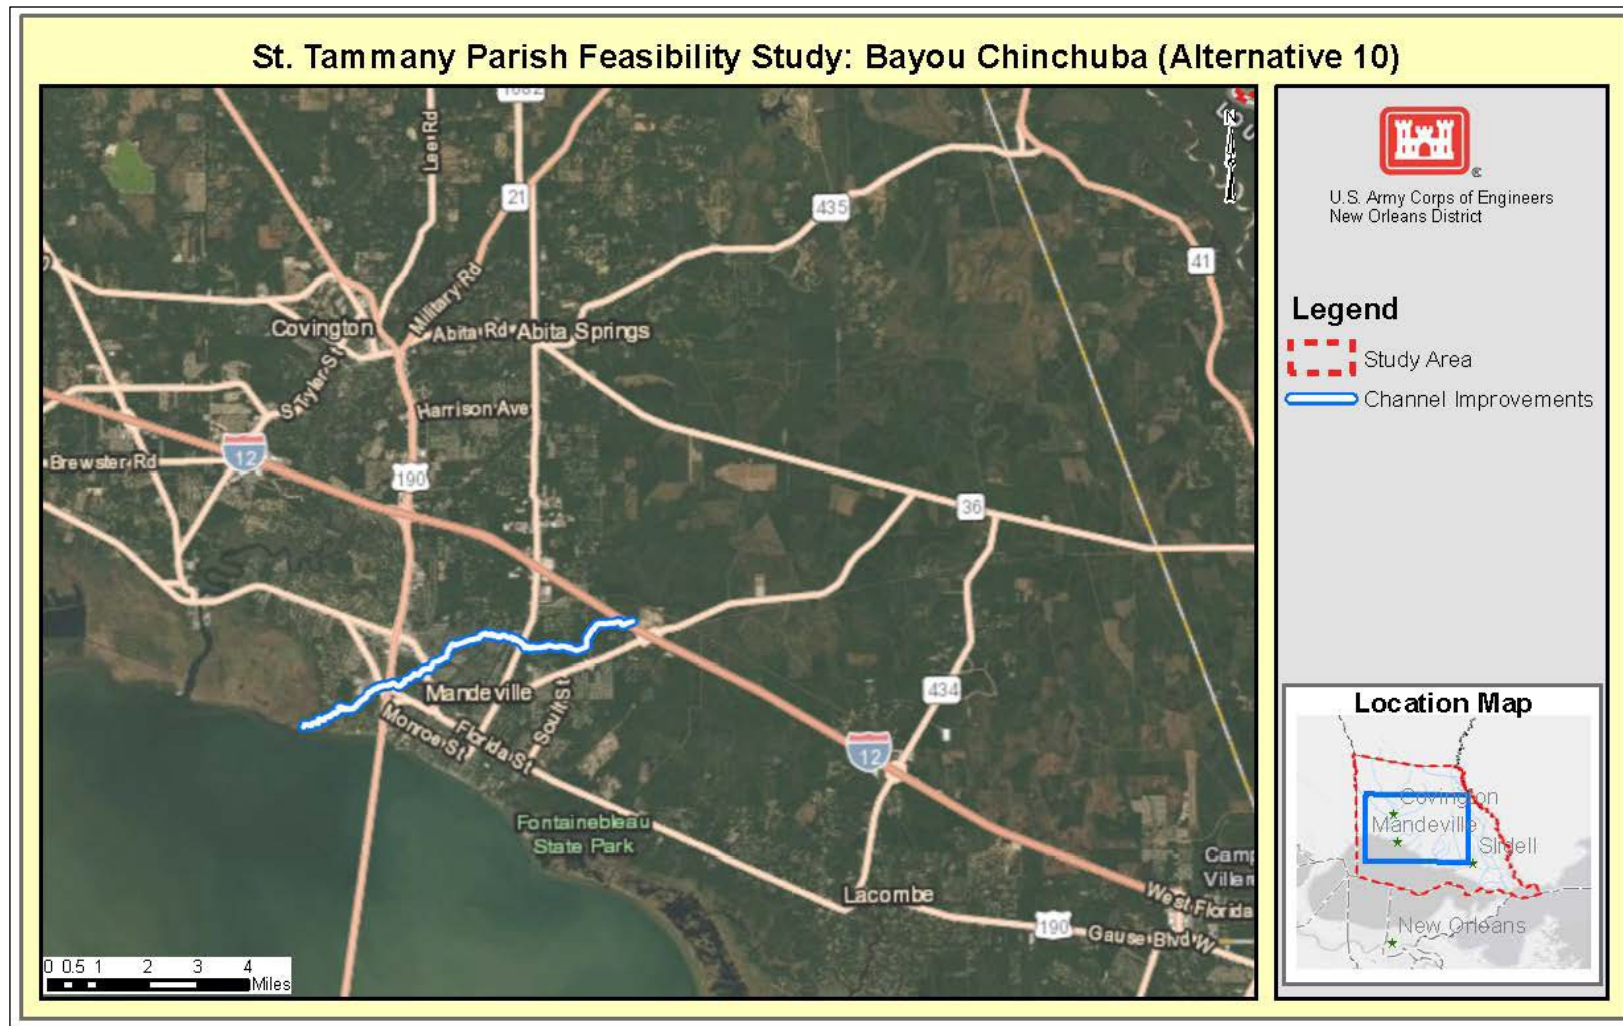 St. Tammany Parish Feasibility Study: Bayou Chinchuba (Alternative 10)
1082
N
Lee Rd
21
435
41
Military Rd
Covington
Abita Rd
Abita Springs
S Tyler St
Harrison Ave
12
Brewster Rd
190
36
434
Mandeville
Soult St
Monroe St
Florida St
12
Fontainebleau
State Park
Lacombe
West Florida
190
Gause Blvd W
0 0.5 1 2 3 4
Miles
U.S. Army Corps of Engineers
New Orleans District
Legend
Study Area
Channel Improvements
Location Map
Covington
Mandeville
Slidell
New Orleans